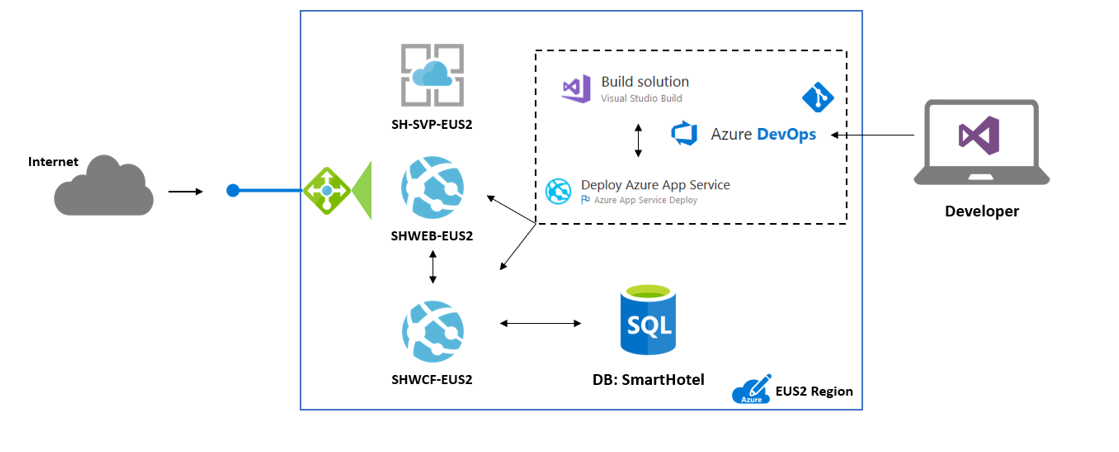 Internet
SH-SVP-EUS2
SHWEB-EUS2
SHWCF-EUS2
Build solution
Visual Studio Build
Azure DevOps
Deploy Azure App Service
Azure App Service Deploy
SQL
DB: SmartHotel
Developer
Azure
EUS2 Region